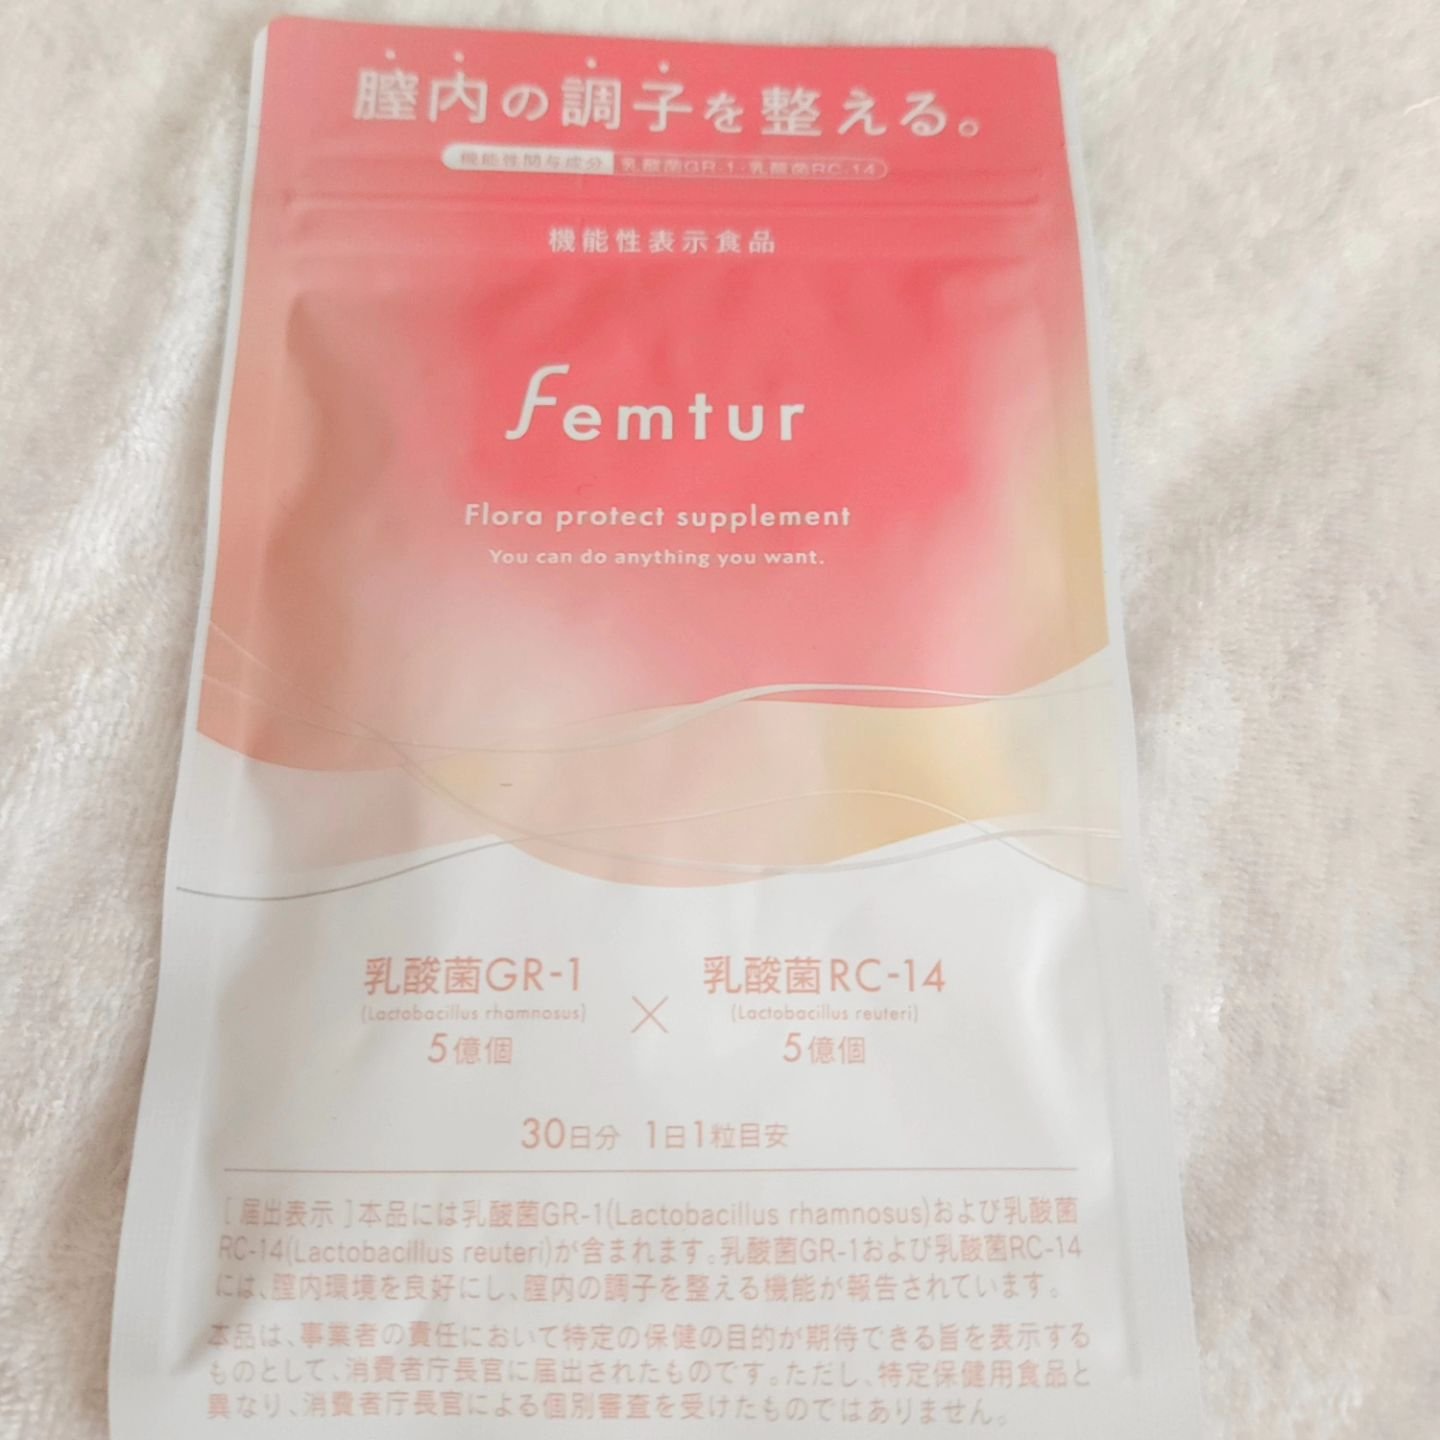 膣内の調子を整える。
機能性関与成分 乳酸菌GR-1・乳酸菌RC-14
機能性表示食品
femtur
Flora protect supplement
You can do anything you want.
乳酸菌GR-1 × 乳酸菌RC-14
(Lactobacillus rhamnosus) (Lactobacillus reuteri)
5億個 5億個
30日分 1日1粒目安
[ 届出表示 ]本品には乳酸菌GR-1(Lactobacillus rhamnosus)および乳酸菌
RC-14(Lactobacillus reuteri)が含まれます。乳酸菌GR-1および乳酸菌RC-14
には、膣内環境を良好にし、膣内の調子を整える機能が報告されています。
本品は、事業者の責任において特定の保健の目的が期待できる旨を表示する
ものとして、消費者庁長官に届出されたものです。ただし、特定保健用食品と
異なり、消費者庁長官による個別審査を受けたものではありません。